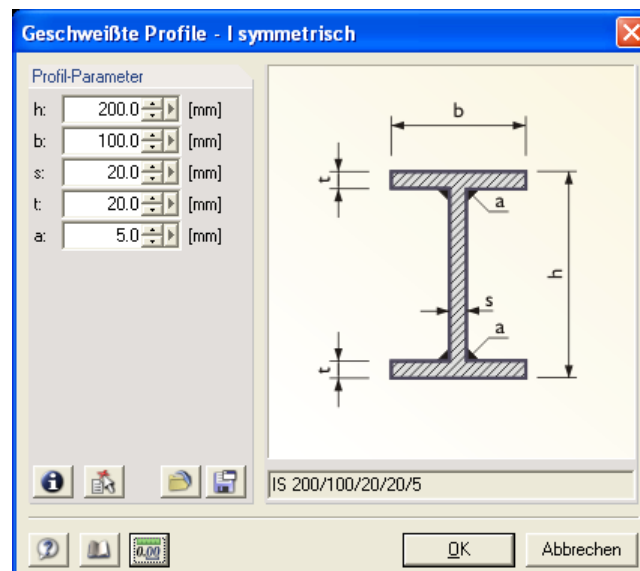 Geschweißte Profile - I symmetrisch
Profil-Parameter
h: 200.0 [mm]
b: 100.0 [mm]
s: 20.0 [mm]
t: 20.0 [mm]
a: 5.0 [mm]
b
t
a
h
s
a
t
IS 200/100/20/20/5
0.00
OK
Abbrechen